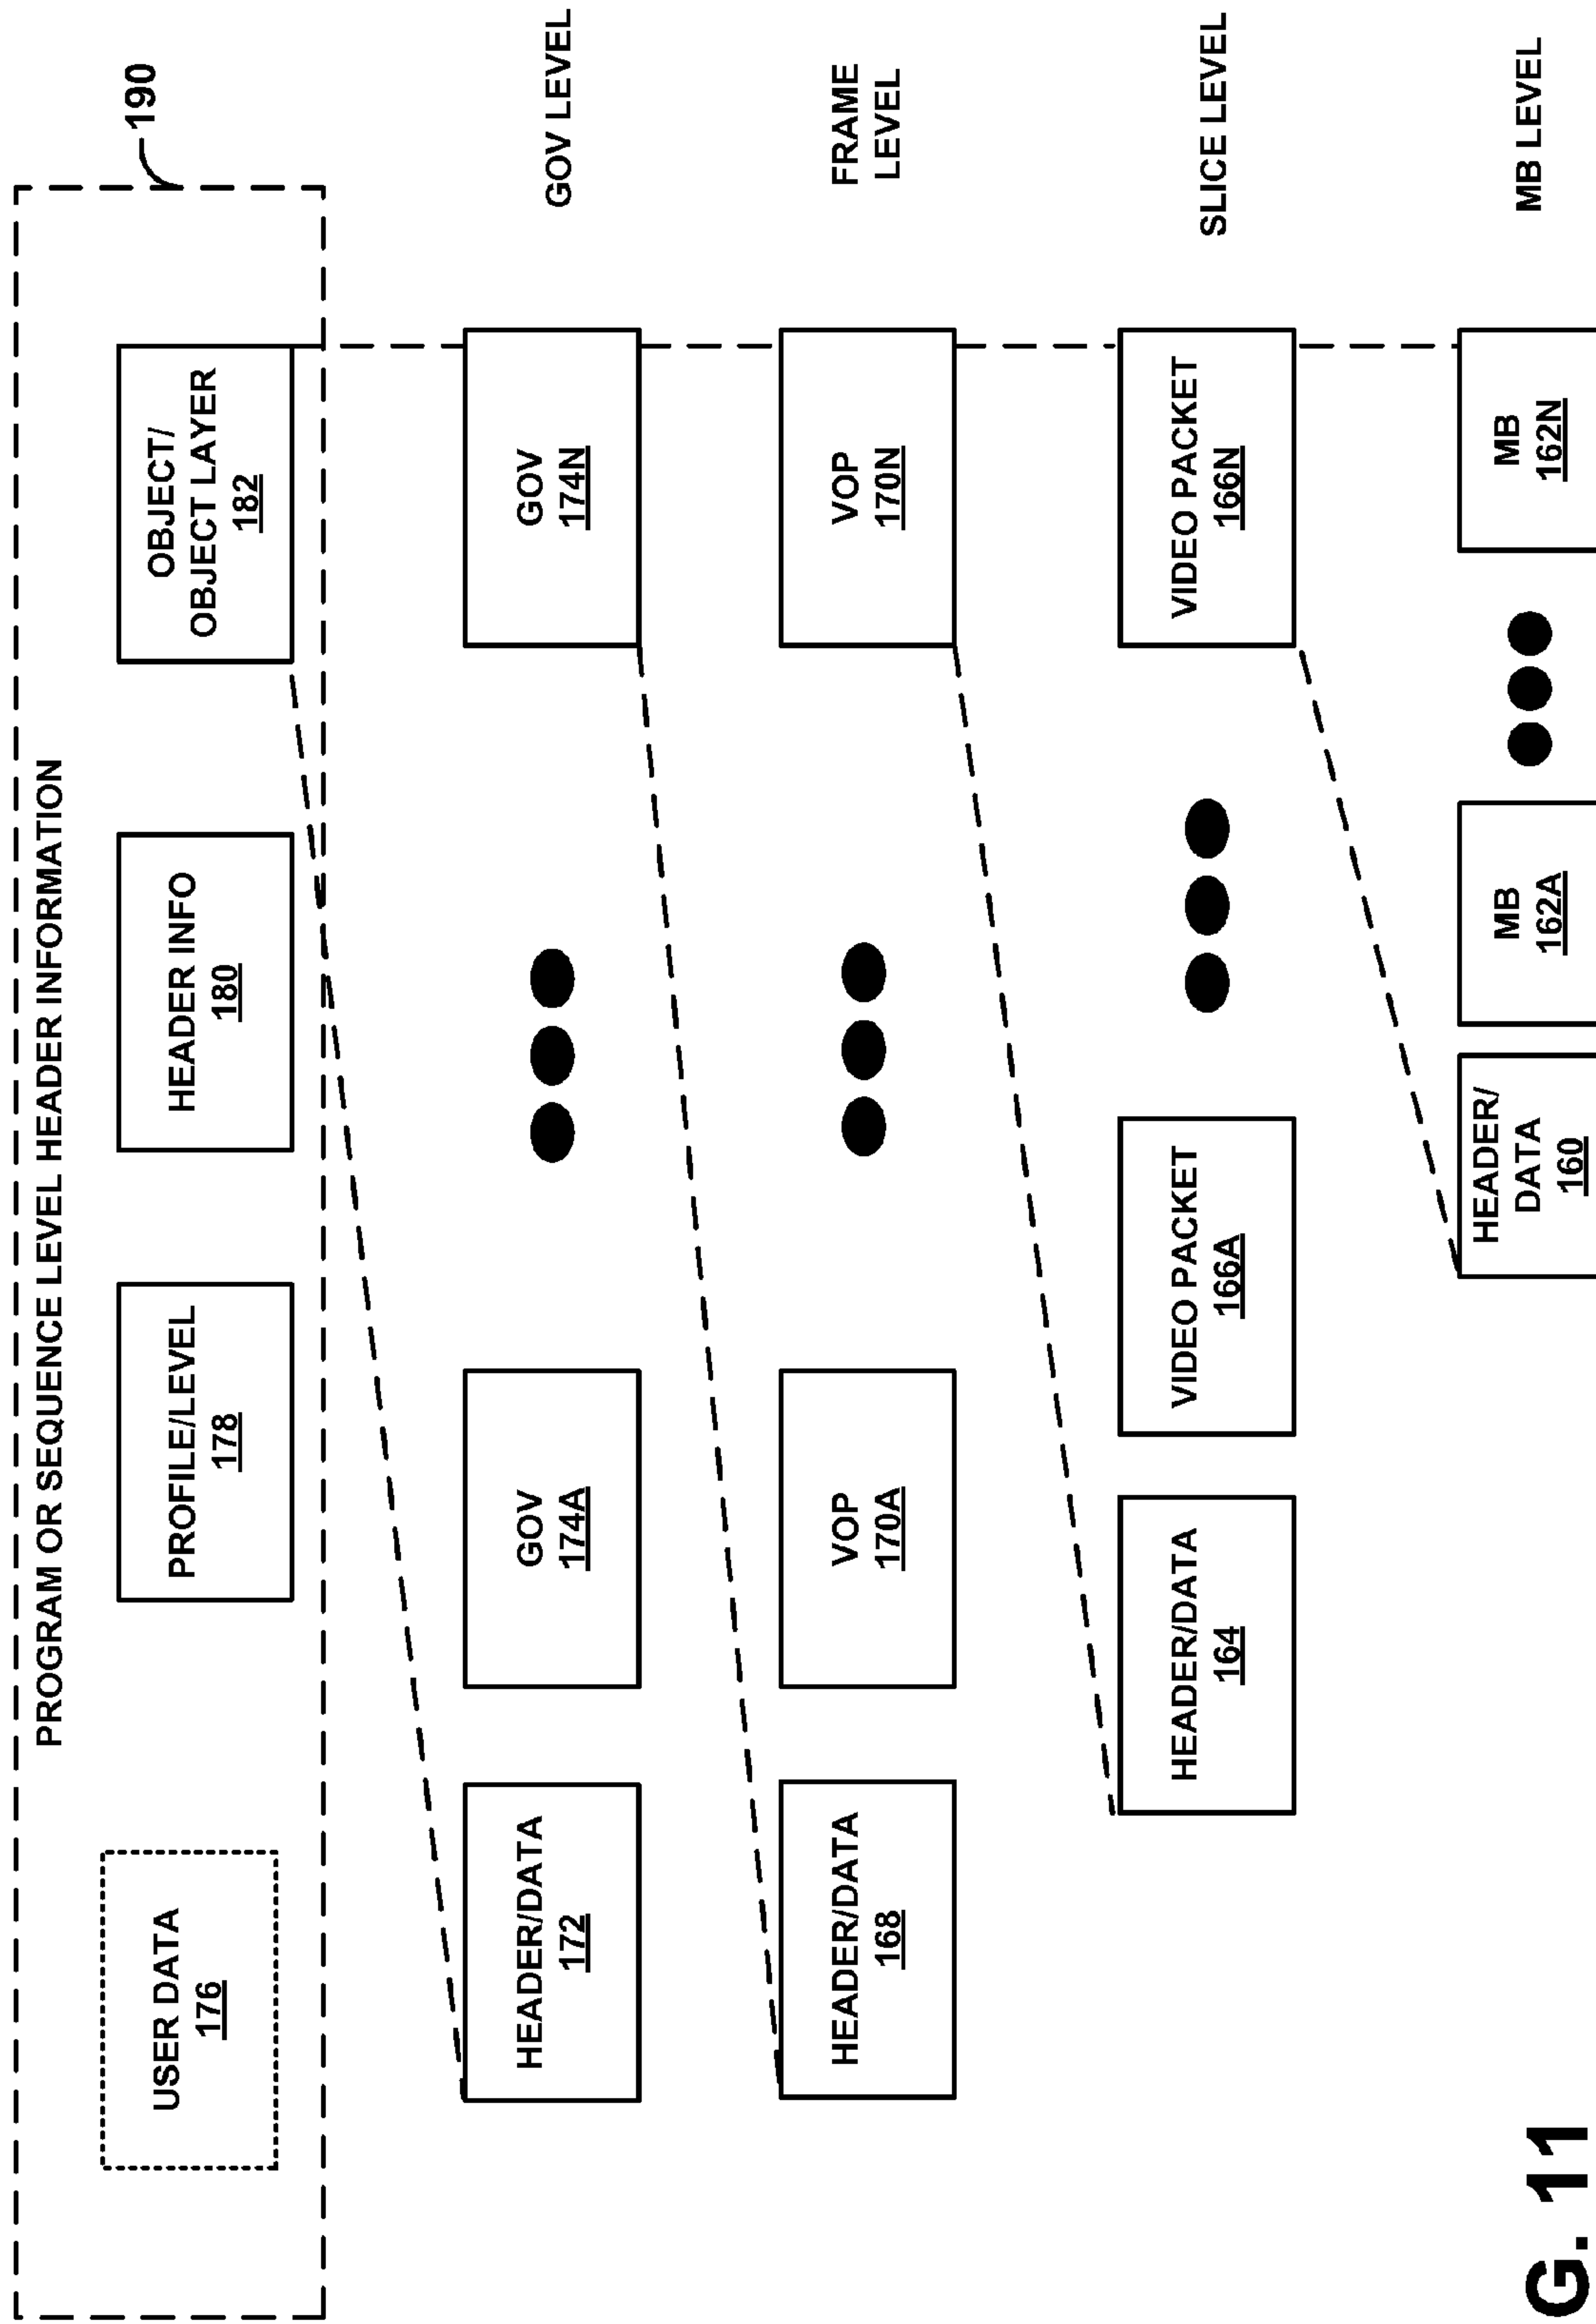 PROGRAM OR SEQUENCE LEVEL HEADER INFORMATION
190
USER DATA
176
PROFILE/LEVEL
178
HEADER INFO
180
OBJECT/
OBJECT LAYER
182
HEADER/DATA
172
GOV
174A
GOV
174N
GOV LEVEL
HEADER/DATA
168
VOP
170A
VOP
170N
FRAME
LEVEL
HEADER/DATA
164
VIDEO PACKET
166A
VIDEO PACKET
166N
SLICE LEVEL
HEADER/
DATA
160
MB
162A
MB
162N
MB LEVEL
G. 11